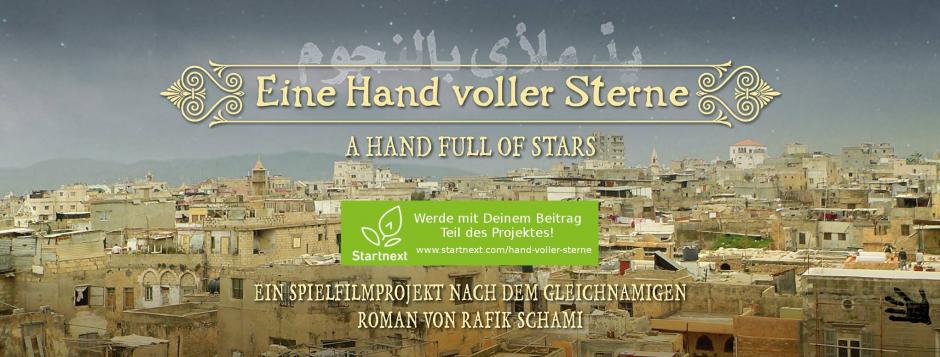 يدٌ ملأى بالنجوم
Eine Hand voller Sterne
A HAND FULL OF STARS
Werde mit Deinem Beitrag
Teil des Projektes!
Startnext
www.startnext.com/hand-voller-sterne
EIN SPIELFILMPROJEKT NACH DEM GLEICHNAMIGEN
ROMAN VON RAFIK SCHAMI